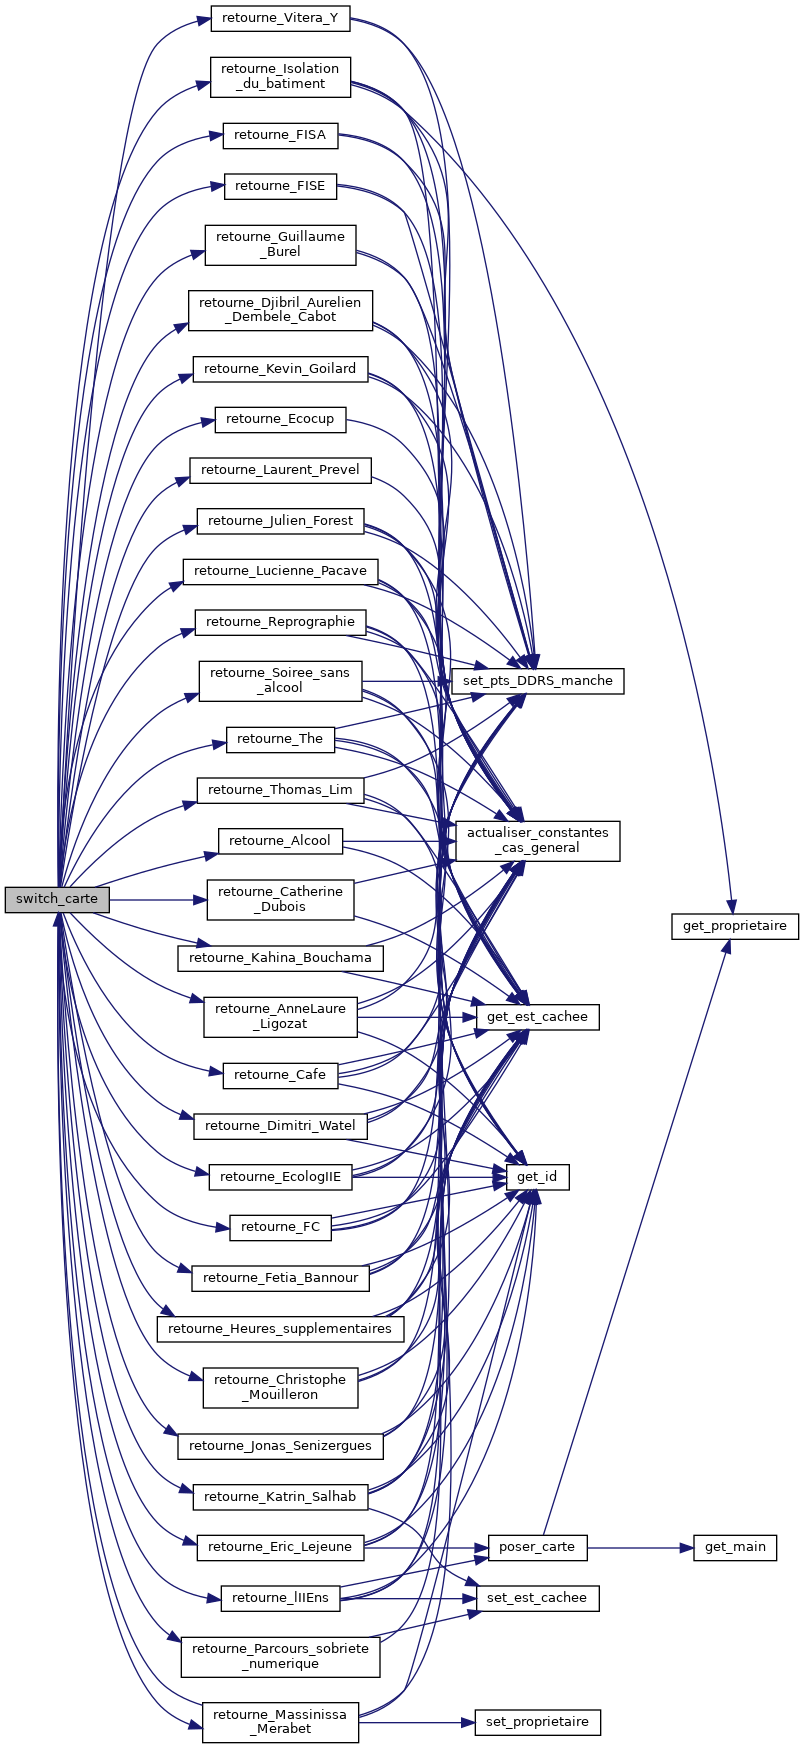 switch_carte
retourne_Vitera_Y
retourne_Isolation
_du_batiment
retourne_FISA
retourne_FISE
retourne_Guillaume
_Burel
retourne_Djibril_Aurelien
_Dembele_Cabot
retourne_Kevin_Goilard
retourne_Ecocup
retourne_Laurent_Prevel
retourne_Julien_Forest
retourne_Lucienne_Pacave
retourne_Reprographie
retourne_Soiree_sans
_alcool
retourne_The
retourne_Thomas_Lim
retourne_Alcool
retourne_Catherine
_Dubois
retourne_Kahina_Bouchama
retourne_AnneLaure
_Ligozat
retourne_Cafe
retourne_Dimitri_Watel
retourne_EcologIIE
retourne_FC
retourne_Fetia_Bannour
retourne_Heures_supplementaires
retourne_Christophe
_Mouilleron
retourne_Jonas_Senizergues
retourne_Katrin_Salhab
retourne_Eric_Lejeune
retourne_lIIEns
retourne_Parcours_sobriete
_numerique
retourne_Massinissa
_Merabet
set_pts_DDRS_manche
actualiser_constantes
_cas_general
get_est_cachee
get_id
poser_carte
set_est_cachee
set_proprietaire
get_proprietaire
get_main